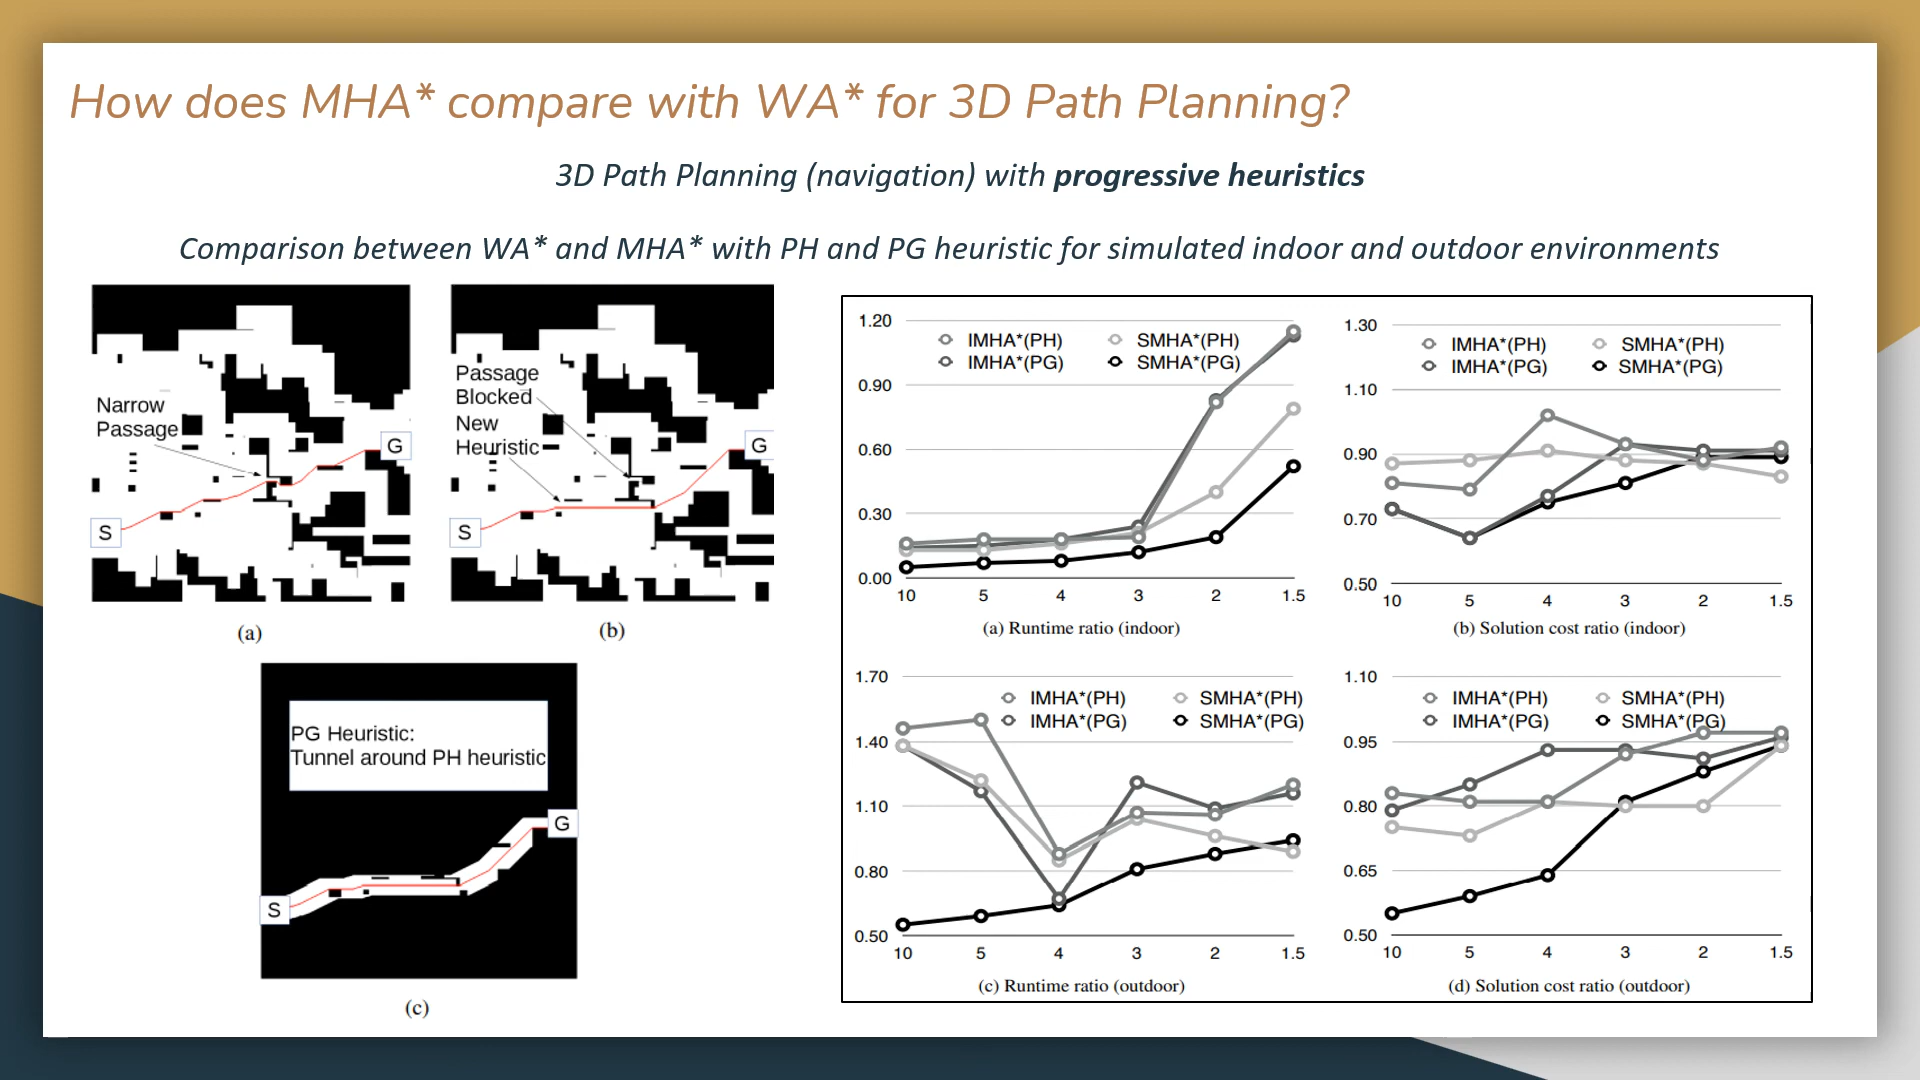 How does MHA* compare with WA* for 3D Path Planning?
3D Path Planning (navigation) with progressive heuristics
Comparison between WA* and MHA* with PH and PG heuristic for simulated indoor and outdoor environments
Narrow
Passage
S
G
(a)
Passage
Blocked
New
Heuristic
S
G
(b)
PG Heuristic:
Tunnel around PH heuristic
S
G
(c)
1.20
0.90
0.60
0.30
0.00
IMHA*(PH) SMHA*(PH)
IMHA*(PG) SMHA*(PG)
10 5 4 3 2 1.5
(a) Runtime ratio (indoor)
1.30
1.10
0.90
0.70
0.50
IMHA*(PH) SMHA*(PH)
IMHA*(PG) SMHA*(PG)
10 5 4 3 2 1.5
(b) Solution cost ratio (indoor)
1.70
1.40
1.10
0.80
0.50
IMHA*(PH) SMHA*(PH)
IMHA*(PG) SMHA*(PG)
10 5 4 3 2 1.5
(c) Runtime ratio (outdoor)
1.10
0.95
0.80
0.65
0.50
IMHA*(PH) SMHA*(PH)
IMHA*(PG) SMHA*(PG)
10 5 4 3 2 1.5
(d) Solution cost ratio (outdoor)